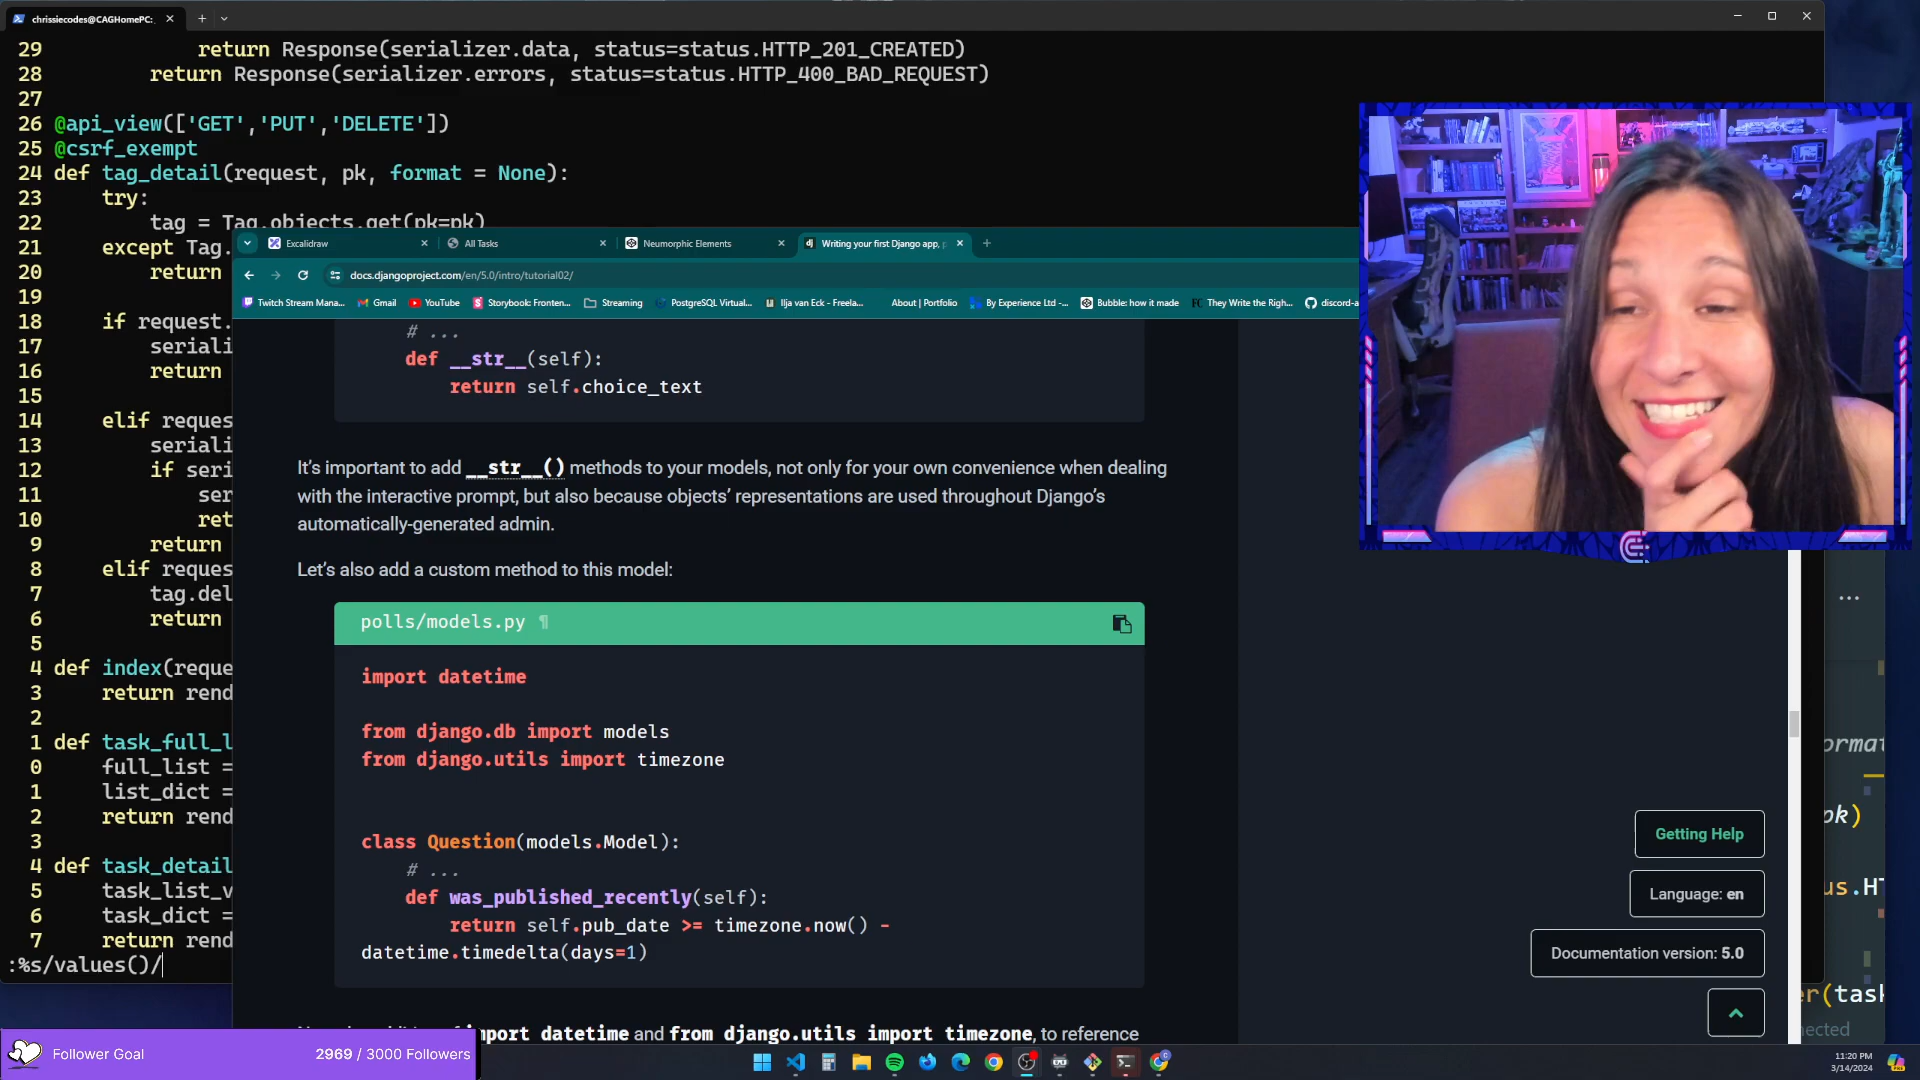 chrissiecodes@CAGHomePC:
29 return Response(serializer.data, status=status.HTTP_201_CREATED)
28 return Response(serializer.errors, status=status.HTTP_400_BAD_REQUEST)
27
26 @api_view(['GET','PUT','DELETE'])
25 @csrf_exempt
24 def tag_detail(request, pk, format = None):
23 try:
22 tag = Tag.objects.get(pk=pk)
21 except Tag.
20 return
19
18 if request.
17 seriali
16 return
15
14 elif reques
13 seriali
12 if seri
11 ser
10 ret
9 return
8 elif reques
7 tag.del
6 return
5
4 def index(reque
3 return rend
2
1 def task_full_l
0 full_list =
1 list_dict =
2 return rend
3
4 def task_detail
5 task_list_v
6 task_dict =
7 return rend
:%s/values()/
Excalidraw
All Tasks
Neumorphic Elements
Writing your first Django app, p
docs.djangoproject.com/en/5.0/intro/tutorial02/
Twitch Stream Mana...
Gmail
YouTube
Storybook: Fronten...
Streaming
PostgreSQL Virtual...
Ilja van Eck - Freela...
About | Portfolio
By Experience Ltd -...
Bubble: how it made
They Write the Righ...
discord-a
# ...
def __str__(self):
return self.choice_text
It’s important to add __str__() methods to your models, not only for your own convenience when dealing
with the interactive prompt, but also because objects’ representations are used throughout Django’s
automatically-generated admin.
Let’s also add a custom method to this model:
polls/models.py ¶
import datetime
from django.db import models
from django.utils import timezone
class Question(models.Model):
# ...
def was_published_recently(self):
return self.pub_date >= timezone.now() -
datetime.timedelta(days=1)
import datetime and from django.utils import timezone, to reference
Getting Help
Language: en
Documentation version: 5.0
...
ormat
pk)
us.HT
er(task
nected
Follower Goal
2969 / 3000 Followers
11:20 PM
3/14/2024